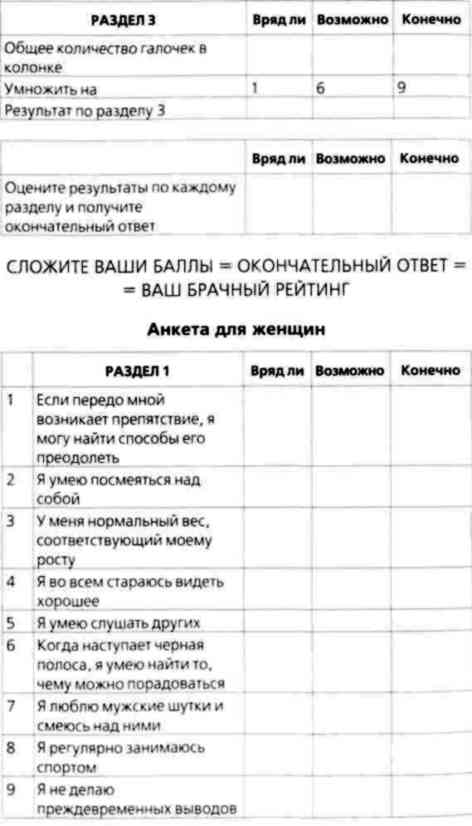 РАЗДЕЛ 3 Вряд ли Возможно Конечно
Общее количество галочек в
колонке
Умножить на 1 6 9
Результат по разделу 3
Вряд ли Возможно Конечно
Оцените результаты по каждому
разделу и получите
окончательный ответ
СЛОЖИТЕ ВАШИ БАЛЛЫ = ОКОНЧАТЕЛЬНЫЙ ОТВЕТ =
= ВАШ БРАЧНЫЙ РЕЙТИНГ
Анкета для женщин
РАЗДЕЛ 1 Вряд ли Возможно Конечно
1 Если передо мной
возникает препятствие, я
могу найти способы его
преодолеть
2 Я умею посмеяться над
собой
3 У меня нормальный вес,
соответствующий моему
росту
4 Я во всем стараюсь видеть
хорошее
5 Я умею слушать других
6 Когда наступает черная
полоса, я умею найти то,
чему можно порадоваться
7 Я люблю мужские шутки и
смеюсь над ними
8 Я регулярно занимаюсь
спортом
9 Я не делаю
преждевременных выводов